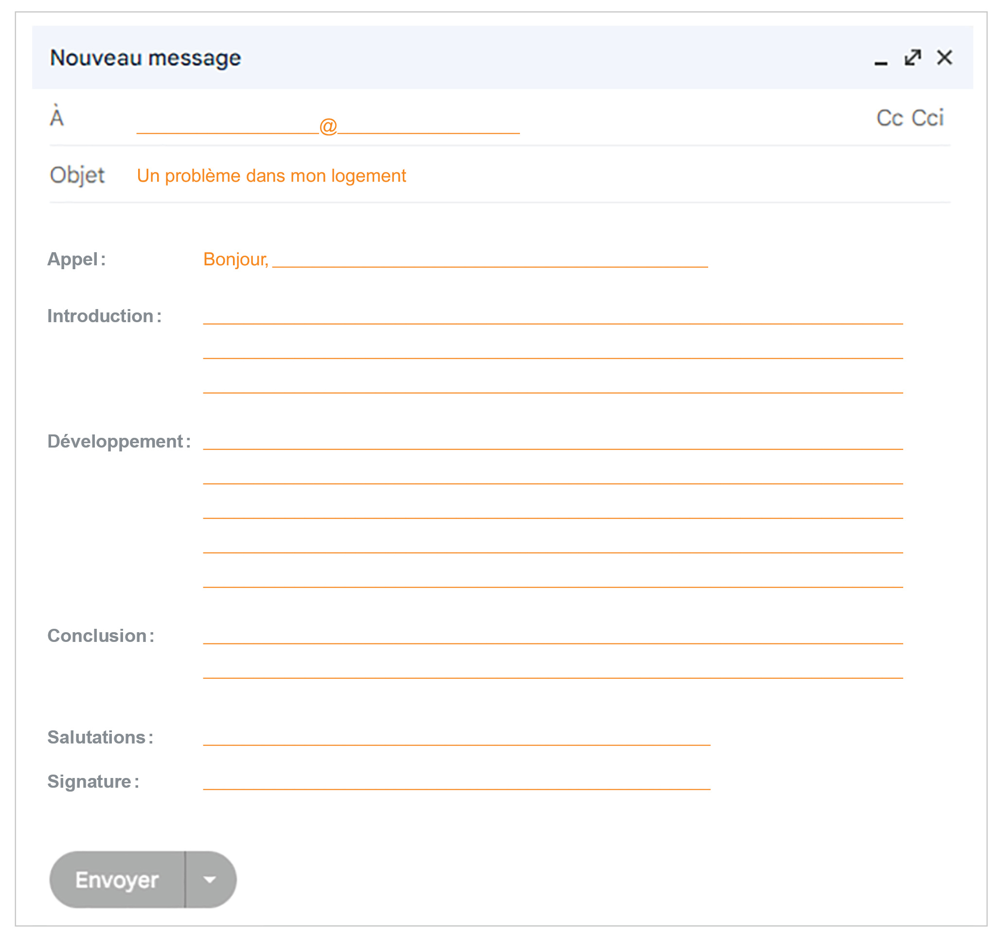 Nouveau message
À @ Cc Cci
Objet Un problème dans mon logement
Appel : Bonjour,
Introduction :
Développement :
Conclusion :
Salutations :
Signature :
Envoyer